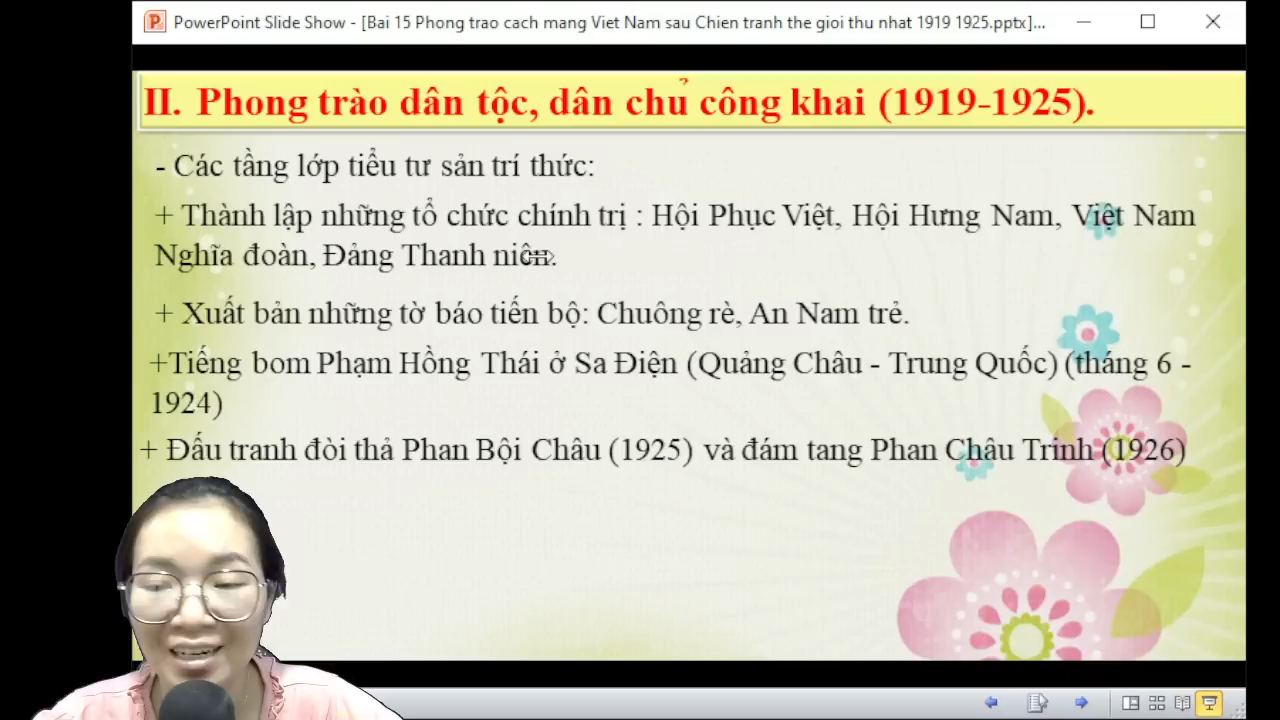 PowerPoint Slide Show - [Bai 15 Phong trao cach mang Viet Nam sau Chien tranh the gioi thu nhat 1919 1925.pptx]...
II. Phong trào dân tộc, dân chủ công khai (1919-1925).
- Các tầng lớp tiểu tư sản trí thức:
+ Thành lập những tổ chức chính trị : Hội Phục Việt, Hội Hưng Nam, Việt Nam
Nghĩa đoàn, Đảng Thanh niên.
+ Xuất bản những tờ báo tiến bộ: Chuông rè, An Nam trẻ.
+Tiếng bom Phạm Hồng Thái ở Sa Điện (Quảng Châu - Trung Quốc) (tháng 6 -
1924)
+ Đấu tranh đòi thả Phan Bội Châu (1925) và đám tang Phan Châu Trinh (1926)